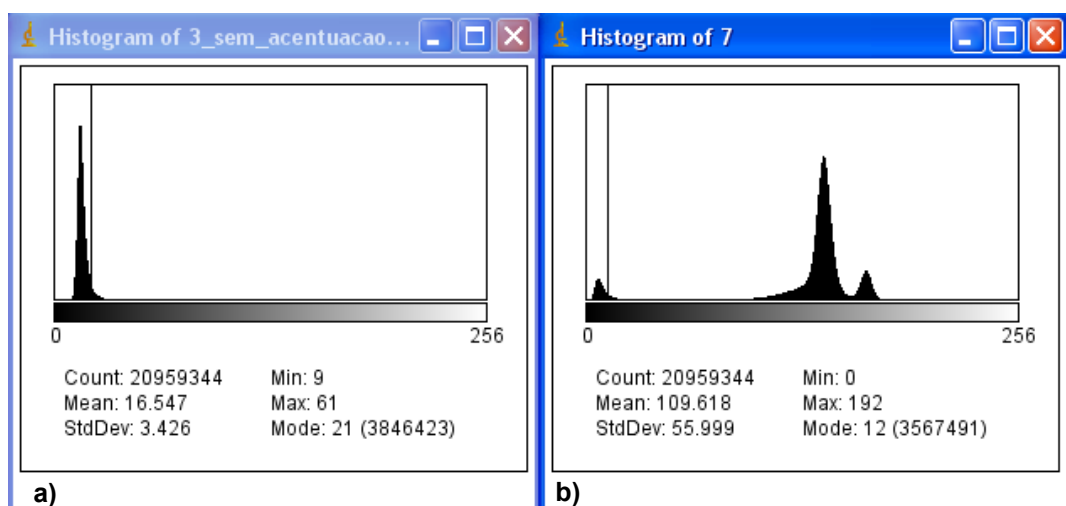 Histogram of 3_sem_acentuacao...
0 256
Count: 20959344 Min: 9
Mean: 16.547 Max: 61
StdDev: 3.426 Mode: 21 (3846423)
a)
Histogram of 7
0 256
Count: 20959344 Min: 0
Mean: 109.618 Max: 192
StdDev: 55.999 Mode: 12 (3567491)
b)